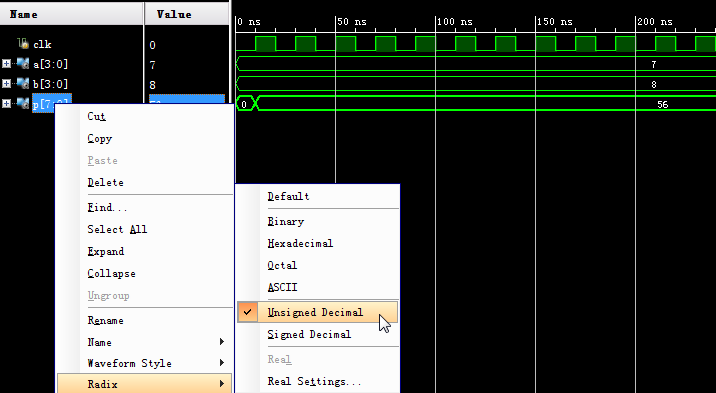 Name Value 0 ns 50 ns 100 ns 150 ns 200 ns
clk 0
a[3:0] 7 7
b[3:0] 8 8
p[7:0] 0 56
Cut
Copy
Paste
Delete
Find...
Select All
Expand
Collapse
Ungroup
Rename
Name
Waveform Style
Radix
Default
Binary
Hexadecimal
Octal
ASCII
Unsigned Decimal
Signed Decimal
Real
Real Settings...